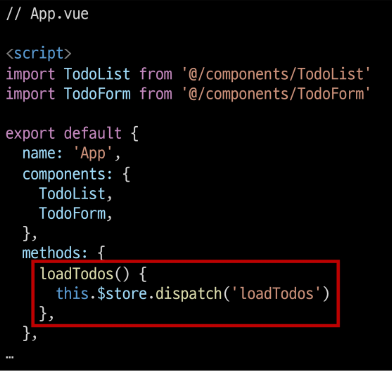 // App.vue
<script>
import TodoList from '@/components/TodoList'
import TodoForm from '@/components/TodoForm'
export default {
name: 'App',
components: {
TodoList,
TodoForm,
},
methods: {
loadTodos() {
this.$store.dispatch('loadTodos')
},
},
…